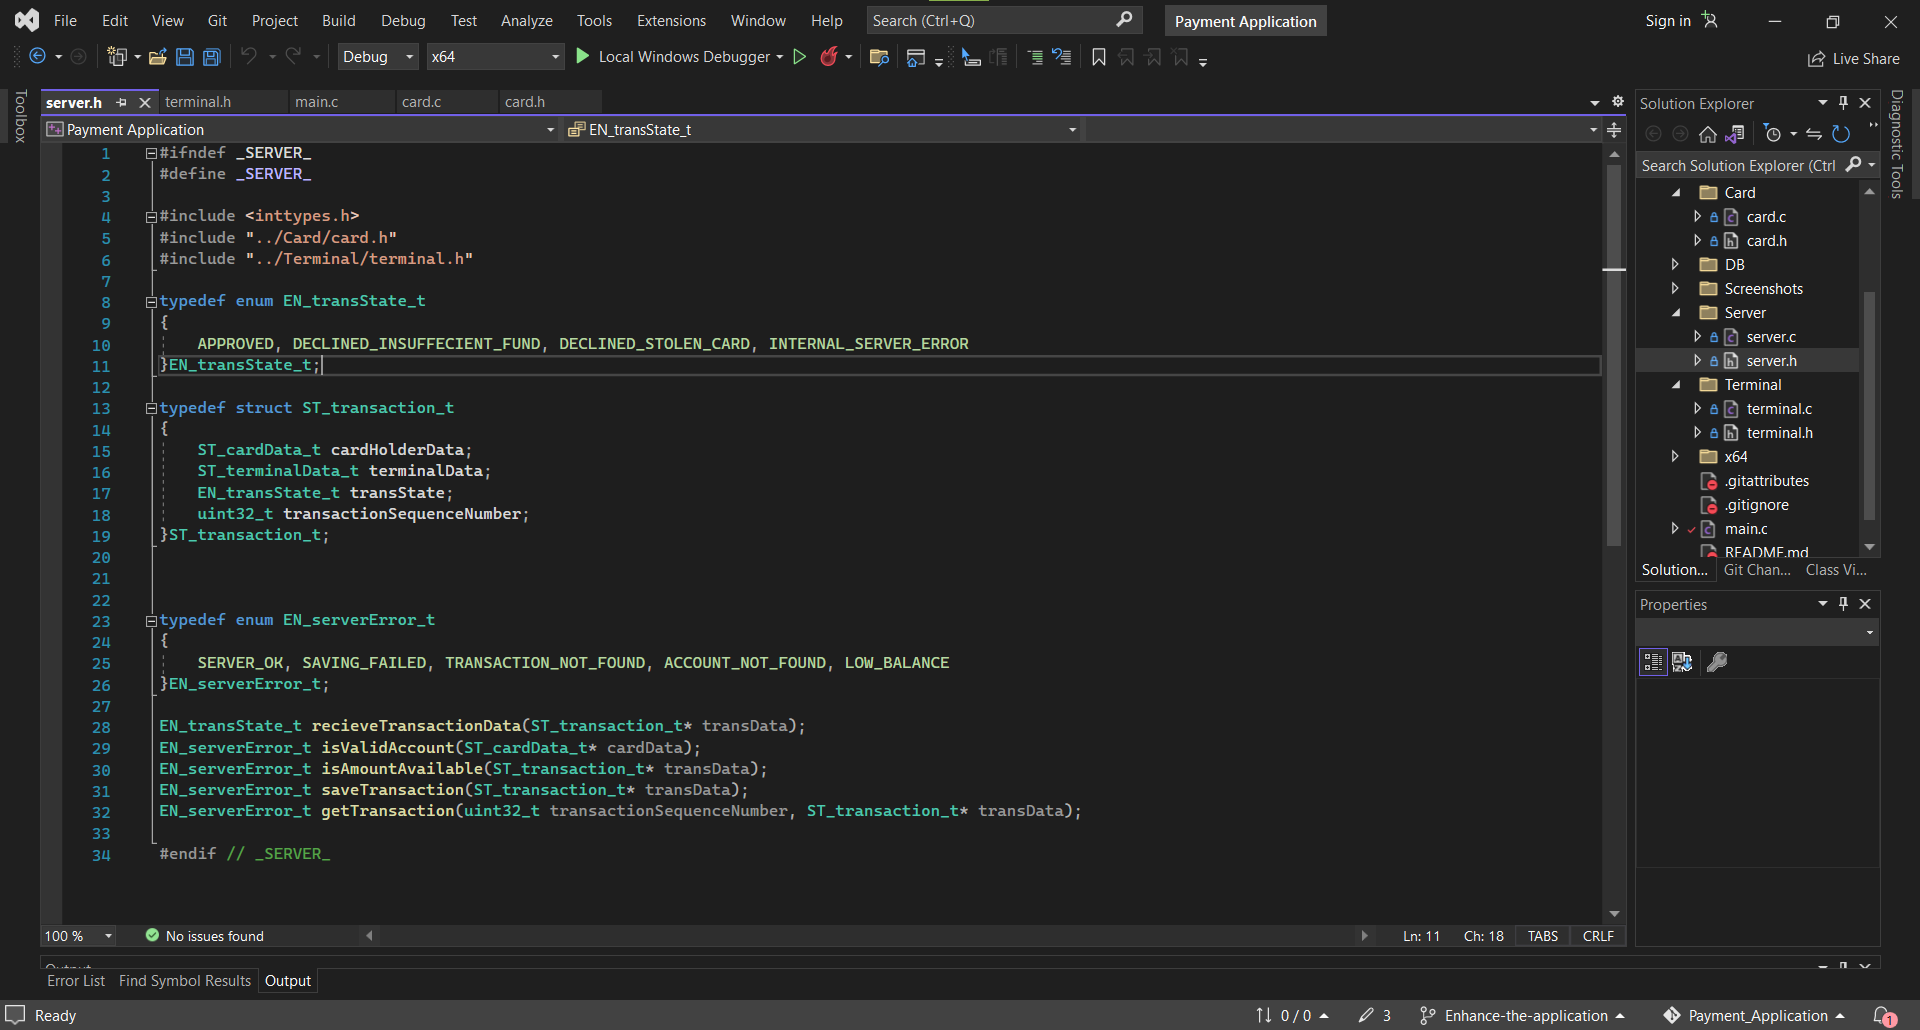 File Edit View Git Project Build Debug Test Analyze Tools Extensions Window Help Search (Ctrl+Q) Payment Application Sign in
Debug x64 Local Windows Debugger Live Share
Toolbox
server.h terminal.h main.c card.c card.h
Payment Application EN_transState_t
1 #ifndef _SERVER_
2 #define _SERVER_
3
4 #include <inttypes.h>
5 #include "../Card/card.h"
6 #include "../Terminal/terminal.h"
7
8 typedef enum EN_transState_t
9 {
10 APPROVED, DECLINED_INSUFFECIENT_FUND, DECLINED_STOLEN_CARD, INTERNAL_SERVER_ERROR
11 }EN_transState_t;
12
13 typedef struct ST_transaction_t
14 {
15 ST_cardData_t cardHolderData;
16 ST_terminalData_t terminalData;
17 EN_transState_t transState;
18 uint32_t transactionSequenceNumber;
19 }ST_transaction_t;
20
21
22
23 typedef enum EN_serverError_t
24 {
25 SERVER_OK, SAVING_FAILED, TRANSACTION_NOT_FOUND, ACCOUNT_NOT_FOUND, LOW_BALANCE
26 }EN_serverError_t;
27
28 EN_transState_t recieveTransactionData(ST_transaction_t* transData);
29 EN_serverError_t isValidAccount(ST_cardData_t* cardData);
30 EN_serverError_t isAmountAvailable(ST_transaction_t* transData);
31 EN_serverError_t saveTransaction(ST_transaction_t* transData);
32 EN_serverError_t getTransaction(uint32_t transactionSequenceNumber, ST_transaction_t* transData);
33
34 #endif // _SERVER_
100 % No issues found Ln: 11 Ch: 18 TABS CRLF
Solution Explorer
Search Solution Explorer (Ctrl
Card
card.c
card.h
DB
Screenshots
Server
server.c
server.h
Terminal
terminal.c
terminal.h
x64
.gitattributes
.gitignore
main.c
README.md
Solution... Git Chan... Class Vi...
Properties
Diagnostic Tools
Output
Error List Find Symbol Results Output
Ready 0 / 0 3 Enhance-the-application Payment_Application 1